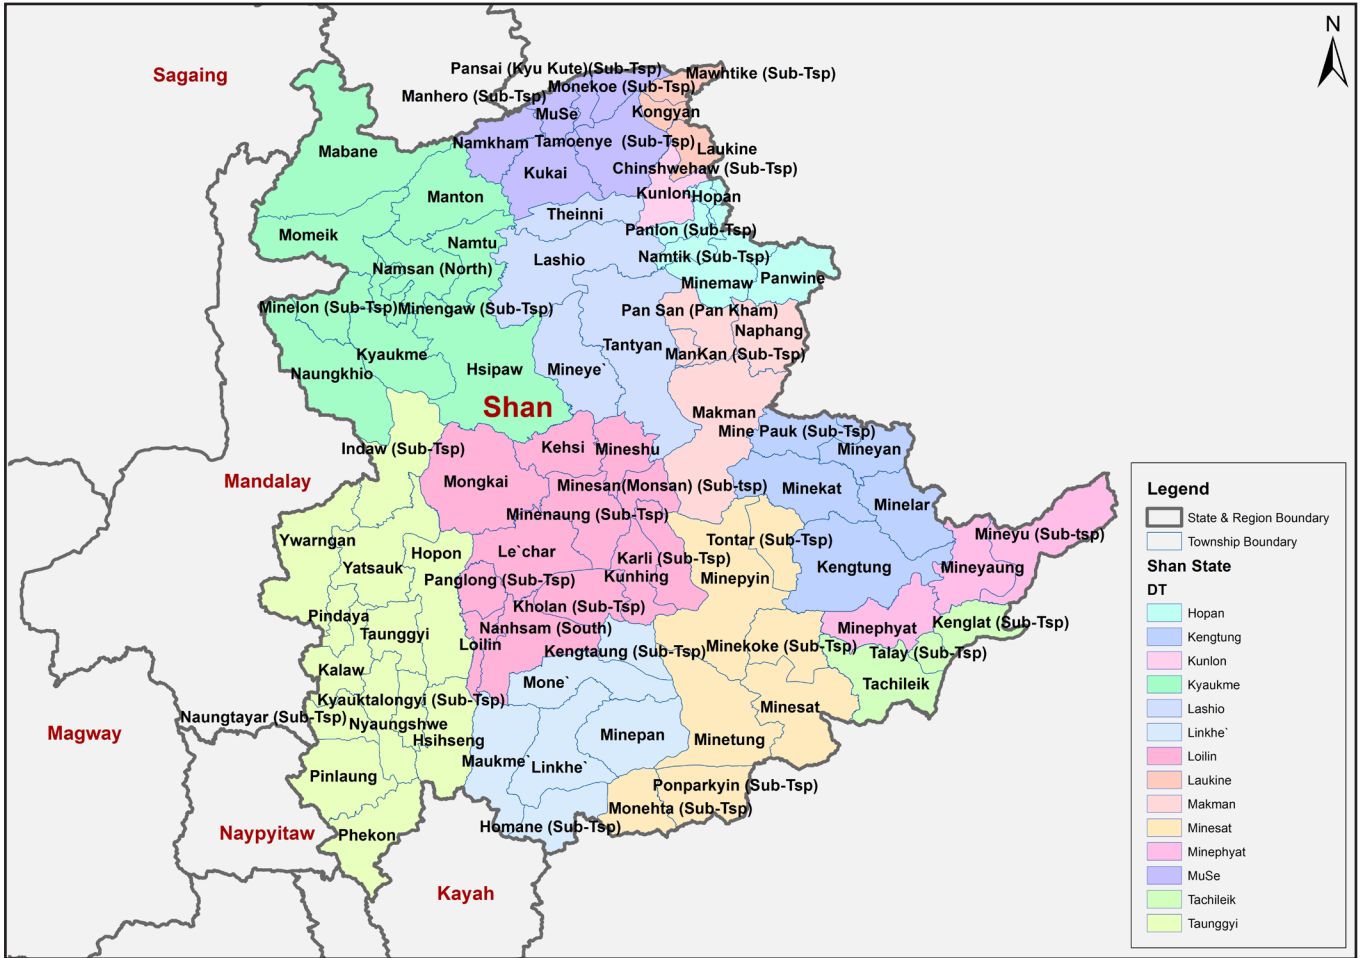 N
Sagaing
Pansai (Kyu Kute)(Sub-Tsp)
Mawhtike (Sub-Tsp)
Monekoe (Sub-Tsp)
Manhero (Sub-Tsp)
MuSe
Kongyan
Namkham
Tamoenye (Sub-Tsp)
Laukine
Mabane
Kukai
Chinshwehaw (Sub-Tsp)
Manton
Kunlon
Hopan
Theinni
Momeik
Panlon (Sub-Tsp)
Namtu
Lashio
Namtik (Sub-Tsp)
Namsan (North)
Minemaw
Panwine
Minelon (Sub-Tsp)
Minengaw (Sub-Tsp)
Pan San (Pan Kham)
Naphang
Tantyan
Kyaukme
ManKan (Sub-Tsp)
Naungkhio
Hsipaw
Mineye`
Shan
Makman
Mine Pauk (Sub-Tsp)
Indaw (Sub-Tsp)
Kehsi
Mineshu
Mineyan
Mandalay
Mongkai
Minesan(Monsan) (Sub-tsp)
Minekat
Minelar
Minenaung (Sub-Tsp)
Mineyu (Sub-tsp)
Ywarngan
Tontar (Sub-Tsp)
Hopon
Le`char
Karli (Sub-Tsp)
Yatsauk
Kengtung
Mineyaung
Panglong (Sub-Tsp)
Kunhing
Minepyin
Kholan (Sub-Tsp)
Pindaya
Kenglat (Sub-Tsp)
Taunggyi
Nanhsam (South)
Minephyat
Loilin
Kengtaung (Sub-Tsp)
Minekoke (Sub-Tsp)
Talay (Sub-Tsp)
Kalaw
Mone`
Tachileik
Kyauktalongyi (Sub-Tsp)
Minesat
Naungtayar (Sub-Tsp)
Nyaungshwe
Magway
Hsihseng
Minepan
Minetung
Maukme`
Linkhe`
Pinlaung
Ponparkyin (Sub-Tsp)
Monehta (Sub-Tsp)
Homane (Sub-Tsp)
Naypyitaw
Phekon
Kayah
Legend
State & Region Boundary
Township Boundary
Shan State
DT
Hopan
Kengtung
Kunlon
Kyaukme
Lashio
Linkhe`
Loilin
Laukine
Makman
Minesat
Minephyat
MuSe
Tachileik
Taunggyi